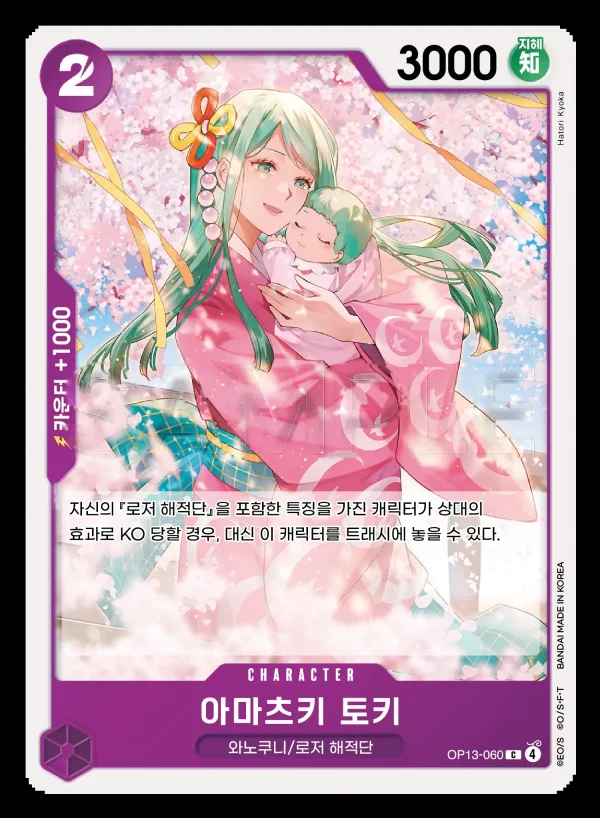 2
3000
지혜
知
Hatori Kyoka
카운터 +1000
SAMPLE
자신의 『로저 해적단』을 포함한 특징을 가진 캐릭터가 상대의
효과로 KO 당할 경우, 대신 이 캐릭터를 트래시에 놓을 수 있다.
CHARACTER
아마츠키 토키
와노쿠니/로저 해적단
OP13-060 C 4
©EO/S ©O/S·F·T BANDAI MADE IN KOREA